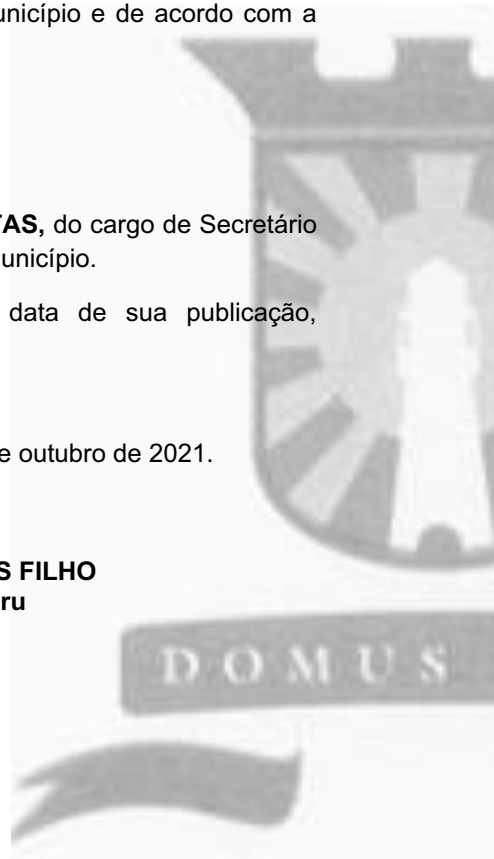 unicípio e de acordo com a
TAS, do cargo de Secretário
unicípio.
data de sua publicação,
e outubro de 2021.
S FILHO
ru
DOMUS